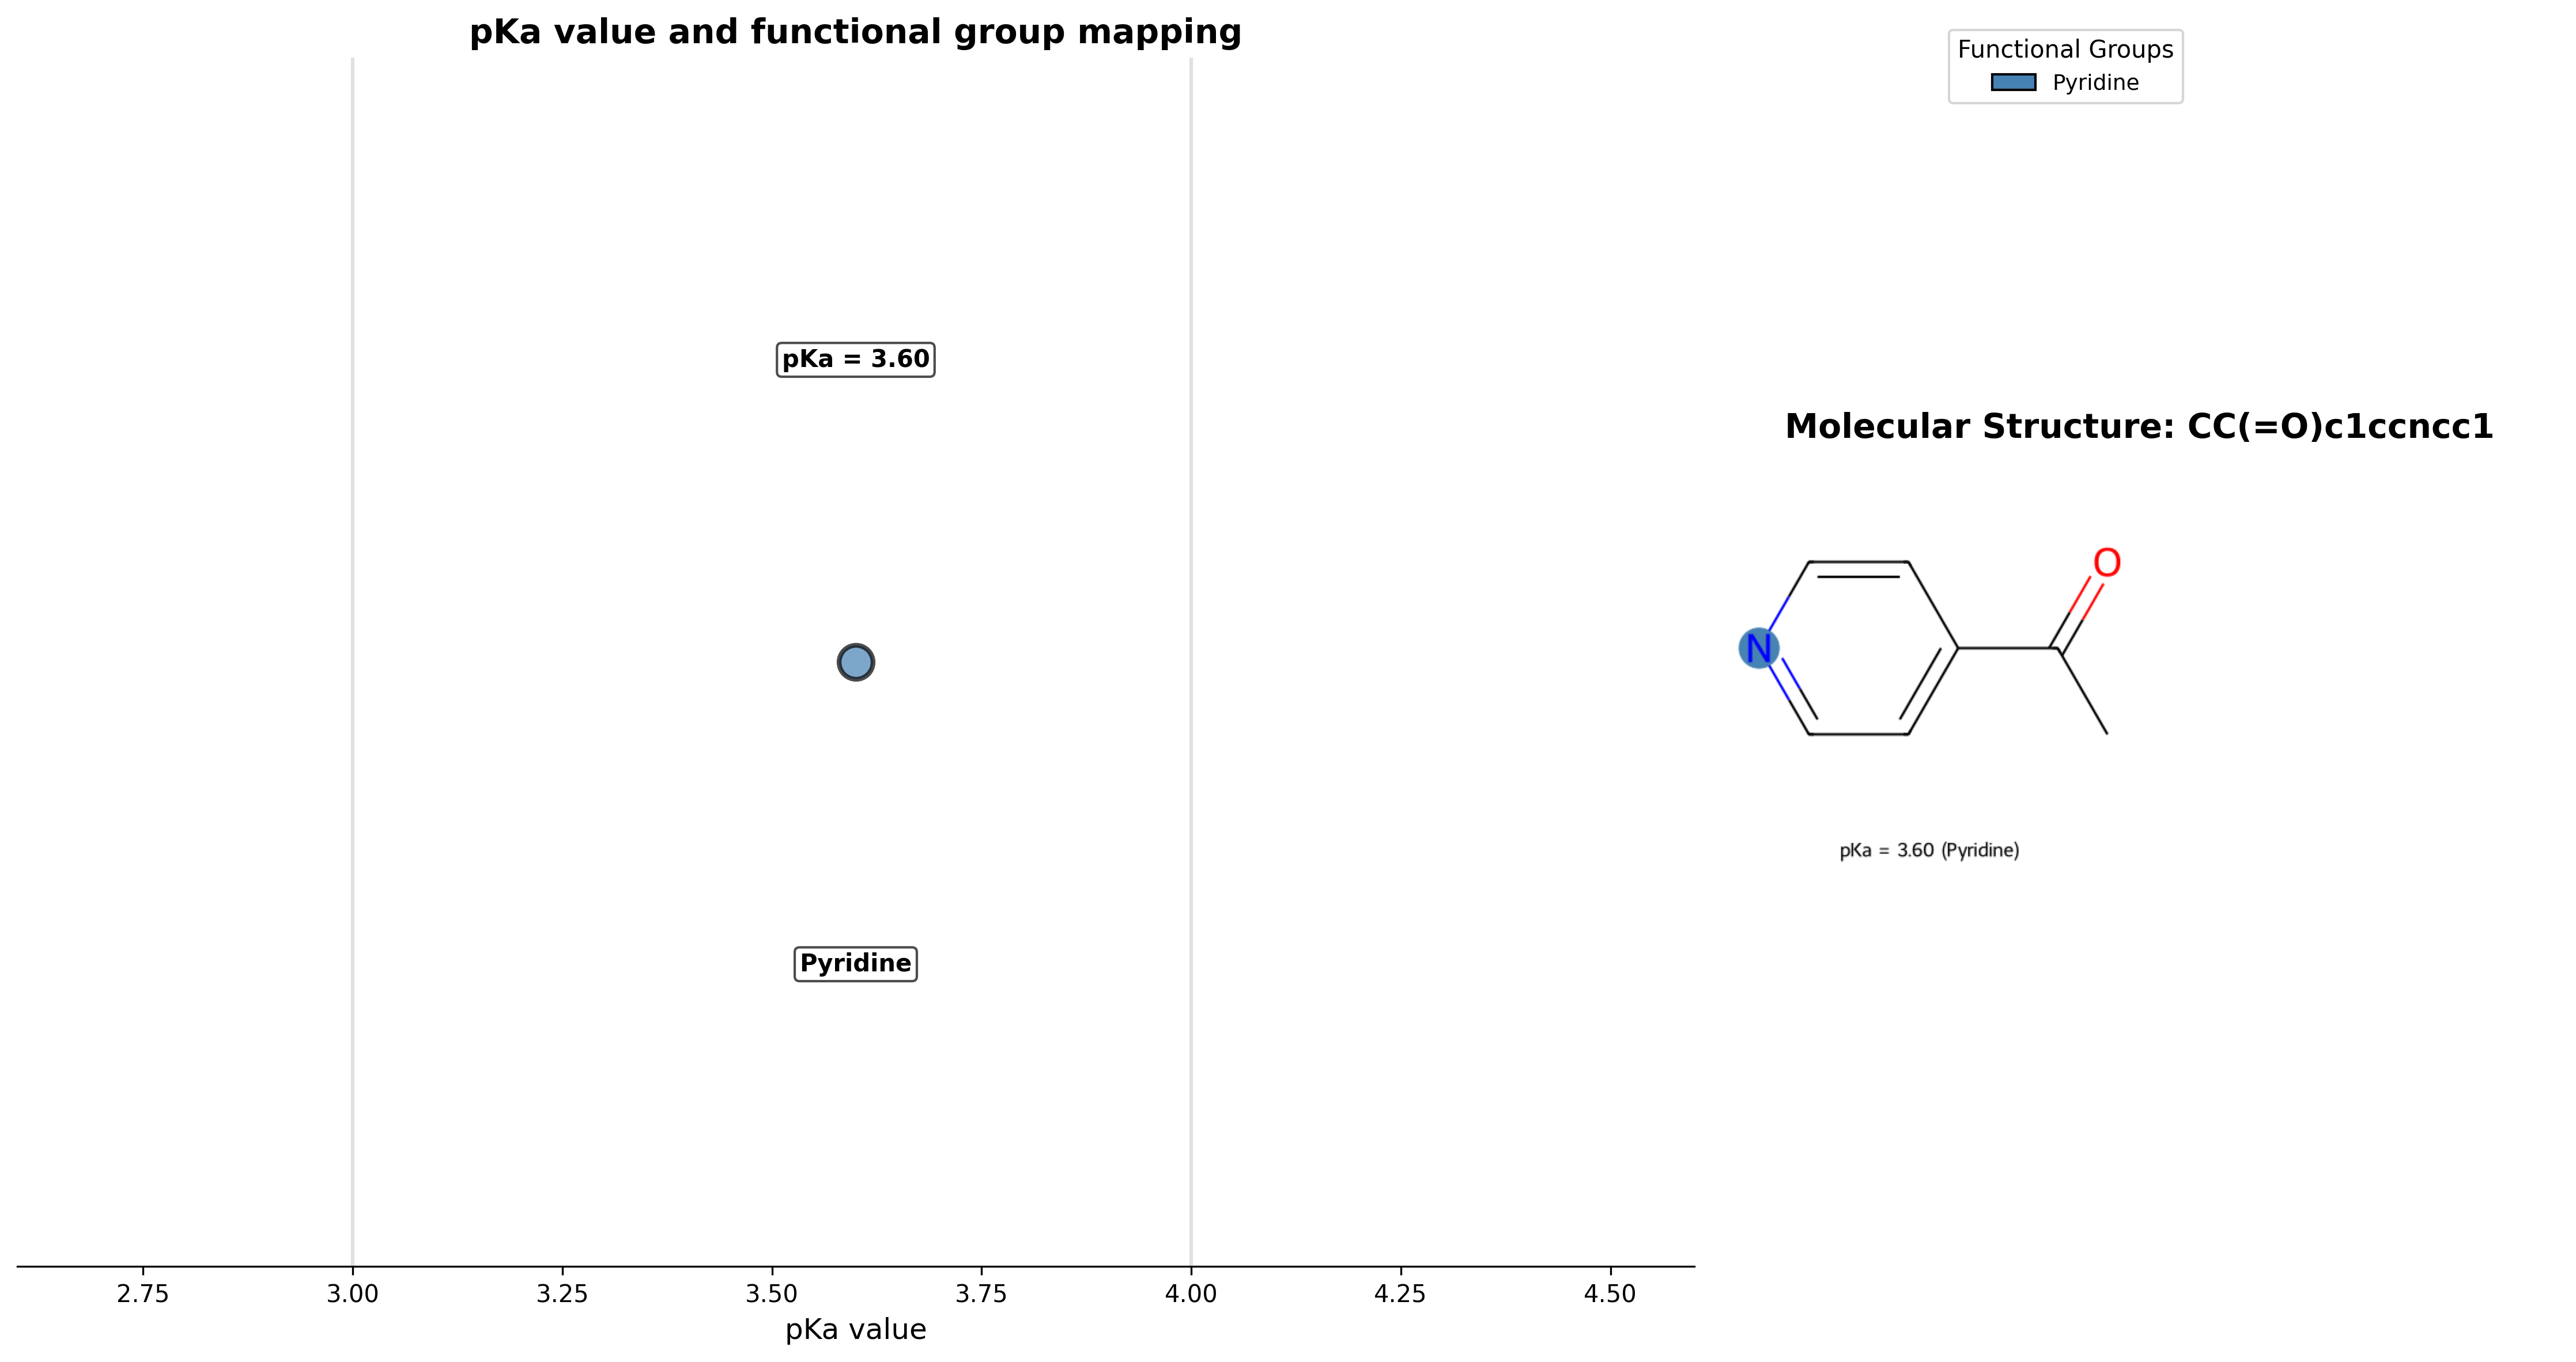 pKa value and functional group mapping
pKa = 3.60
Pyridine
2.75 3.00 3.25 3.50 3.75 4.00 4.25 4.50
pKa value
Functional Groups
Pyridine
Molecular Structure: CC(=O)c1ccncc1
O
N
pKa = 3.60 (Pyridine)